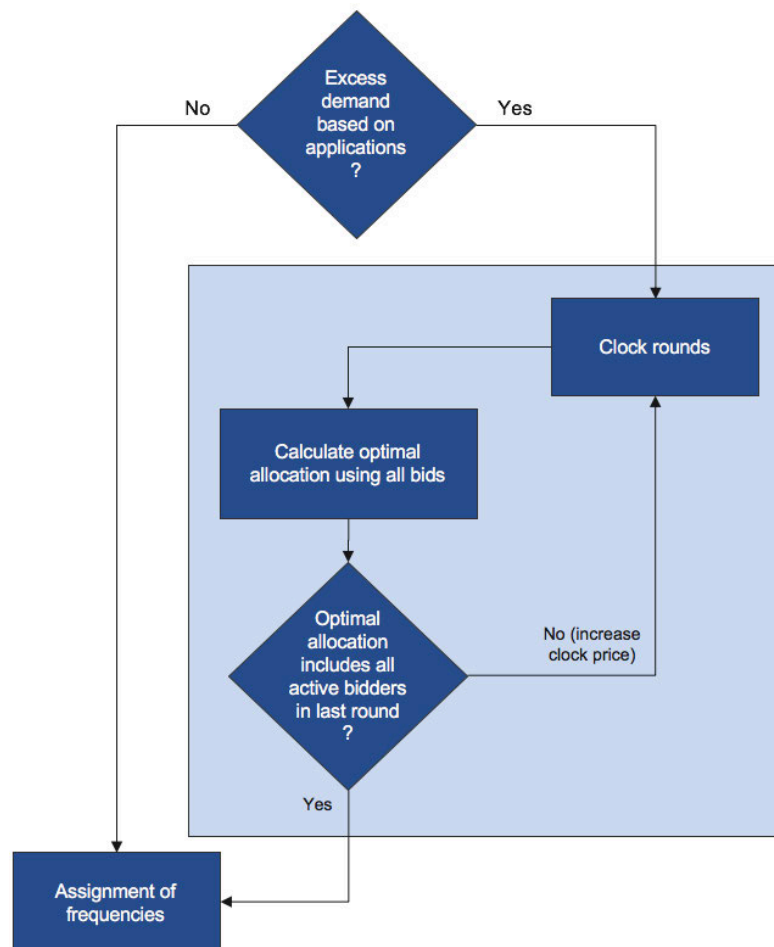 Excess
demand
based on
applications
?
No
Yes
Clock rounds
Calculate optimal
allocation using all bids
Optimal
allocation
includes all
active bidders
in last round
?
No (increase
clock price)
Yes
Assignment of
frequencies